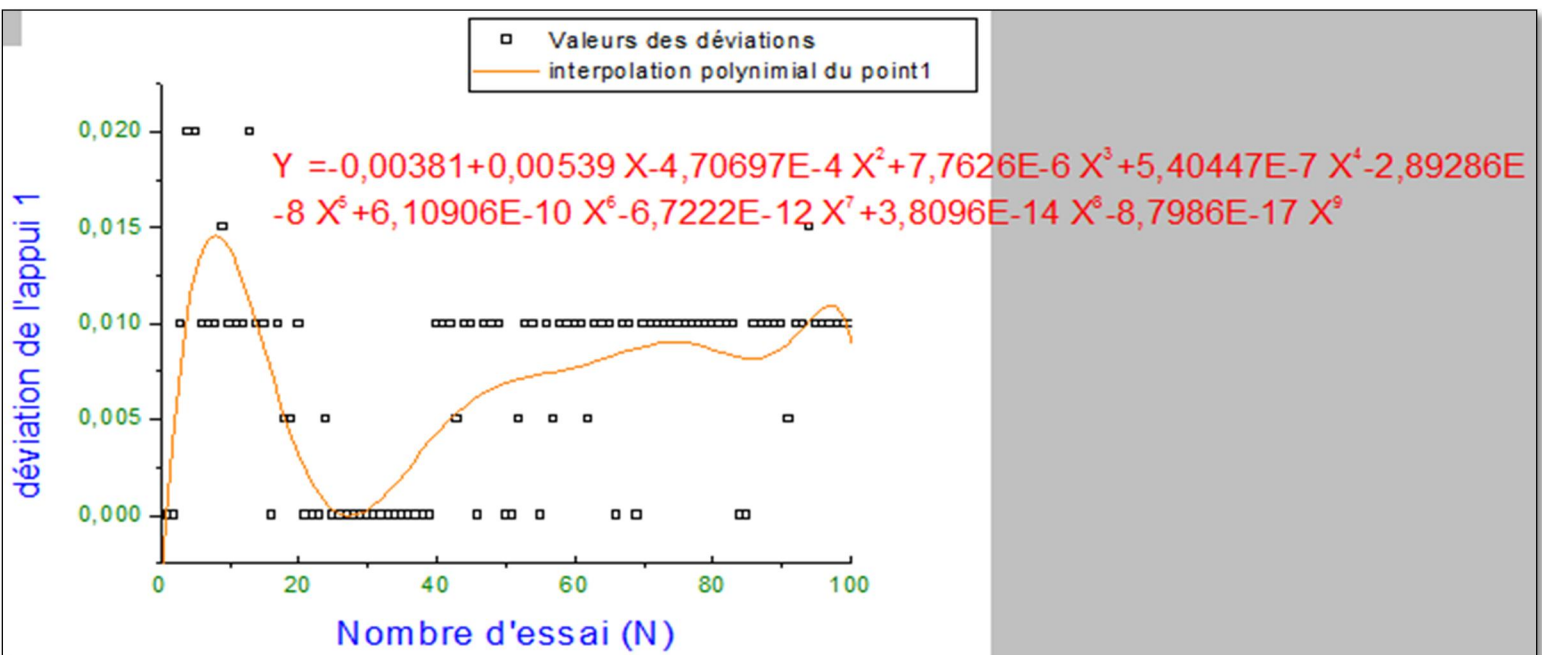 Valeurs des déviations
interpolation polynimial du point1
0,020
Y =-0,00381+0,00539 X-4,70697E-4 X²+7,7626E-6 X³+5,40447E-7 X⁴-2,89286E
-8 X⁵+6,10906E-10 X⁶-6,7222E-12 X⁷+3,8096E-14 X⁸-8,7986E-17 X⁹
0,015
0,010
0,005
0,000
déviation de l'appui 1
0 20 40 60 80 100
Nombre d'essai (N)